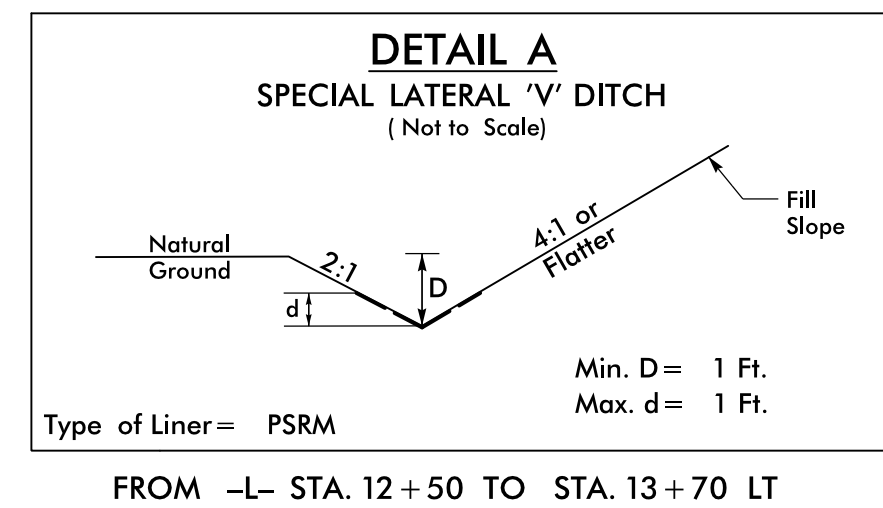 DETAIL A
SPECIAL LATERAL 'V' DITCH
( Not to Scale)
Natural
Ground
2:1
d
D
4:1 or
Flatter
Fill
Slope
Min. D= 1 Ft.
Max. d= 1 Ft.
Type of Liner= PSRM
FROM -L- STA. 12+50 TO STA. 13+70 LT